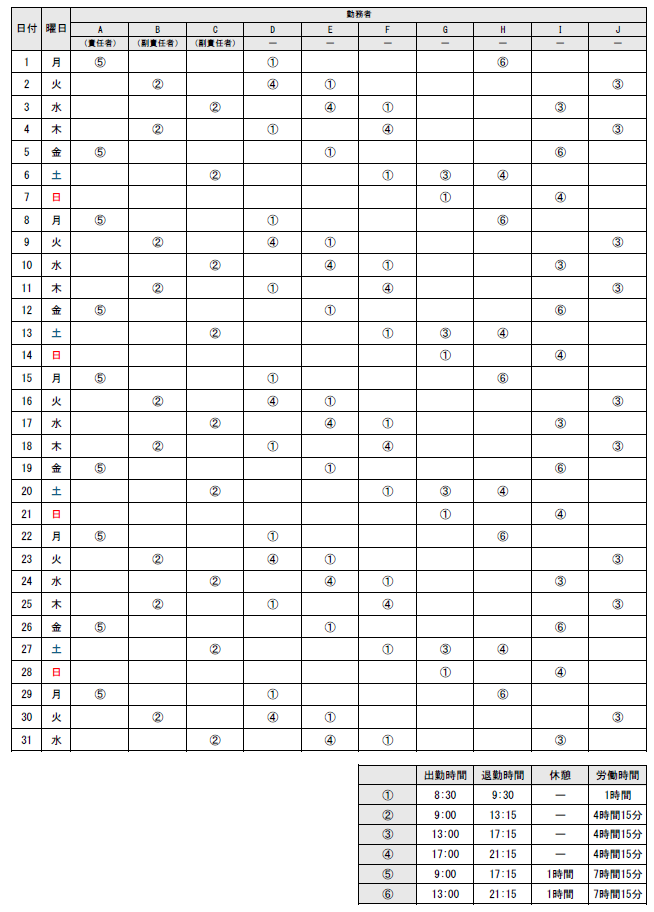 勤務者
日付 曜日 A B C D E F G H I J
(責任者) (副責任者) (副責任者) － － － － － － －
1 月 ⑤ ① ⑥
2 火 ② ④ ① ③
3 水 ② ④ ① ③
4 木 ② ① ④ ③
5 金 ⑤ ① ⑥
6 土 ② ① ③ ④
7 日 ① ④
8 月 ⑤ ① ⑥
9 火 ② ④ ① ③
10 水 ② ④ ① ③
11 木 ② ① ④ ③
12 金 ⑤ ① ⑥
13 土 ② ① ③ ④
14 日 ① ④
15 月 ⑤ ① ⑥
16 火 ② ④ ① ③
17 水 ② ④ ① ③
18 木 ② ① ④ ③
19 金 ⑤ ① ⑥
20 土 ② ① ③ ④
21 日 ① ④
22 月 ⑤ ① ⑥
23 火 ② ④ ① ③
24 水 ② ④ ① ③
25 木 ② ① ④ ③
26 金 ⑤ ① ⑥
27 土 ② ① ③ ④
28 日 ① ④
29 月 ⑤ ① ⑥
30 火 ② ④ ① ③
31 水 ② ④ ① ③
出勤時間 退勤時間 休憩 労働時間
① 8:30 9:30 － 1時間
② 9:00 13:15 － 4時間15分
③ 13:00 17:15 － 4時間15分
④ 17:00 21:15 － 4時間15分
⑤ 9:00 17:15 1時間 7時間15分
⑥ 13:00 21:15 1時間 7時間15分